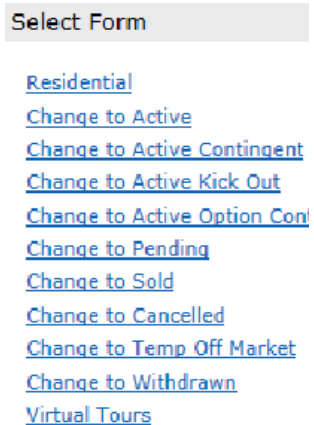 Select Form
Residential
Change to Active
Change to Active Contingent
Change to Active Kick Out
Change to Active Option Cont
Change to Pending
Change to Sold
Change to Cancelled
Change to Temp Off Market
Change to Withdrawn
Virtual Tours